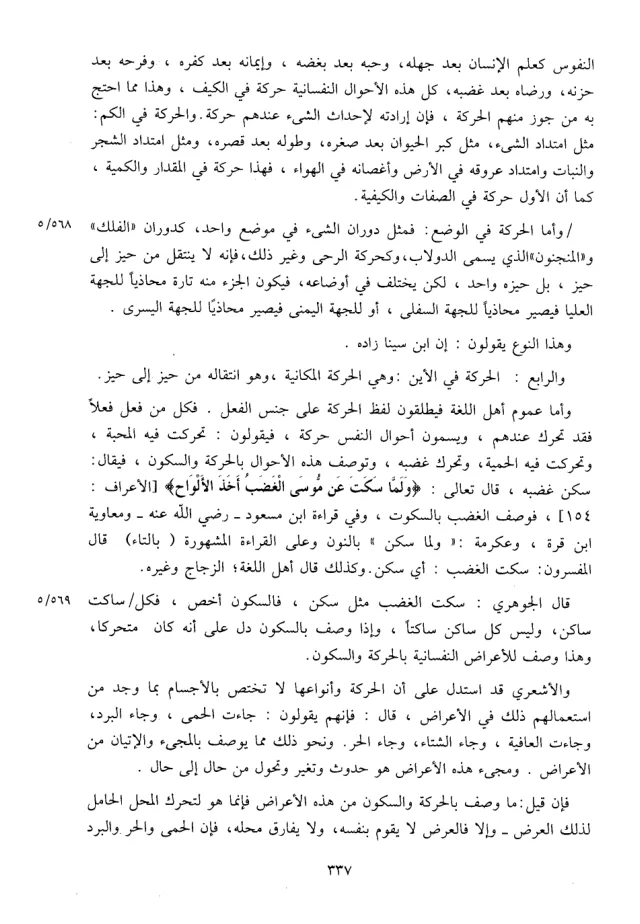 النفوس كعلم الإنسان بعد جهله، وحبه بعد بغضه ، وإيمانه بعد كفره ، وفرحه بعد
حزنه، ورضاه بعد غضبه، كل هذه الأحوال النفسانية حركة في الكيف ، وهذا مما احتج
به من جوز منهم الحركة ، فإن إرادته لإحداث الشىء عندهم حركة. والحركة في الكم:
مثل امتداد الشىء، مثل كبر الحيوان بعد صغره، وطوله بعد قصره، ومثل امتداد الشجر
والنبات وامتداد عروقه في الأرض وأغصانه في الهواء ، فهذا حركة في المقدار والكمية ،
كما أن الأول حركة في الصفات والكيفية.
٥/٥٦٨ / وأما الحركة في الوضع: فمثل دوران الشىء في موضع واحد، كدوران «الفلك»
و«المنجنون» الذي يسمى الدولاب، وكحركة الرحى وغير ذلك، فإنه لا ينتقل من حيز إلى
حيز ، بل حيزه واحد ، لكن يختلف في أوضاعه، فيكون الجزء منه تارة محاذياً للجهة
العليا فيصير محاذياً للجهة السفلى ، أو للجهة اليمنى فيصير محاذيًا للجهة اليسرى .
وهذا النوع يقولون : إن ابن سينا زاده .
والرابع : الحركة في الأين :وهي الحركة المكانية ،وهو انتقاله من حيز إلى حيز.
وأما عموم أهل اللغة فيطلقون لفظ الحركة على جنس الفعل . فكل من فعل فعلاً
فقد تحرك عندهم ، ويسمون أحوال النفس حركة ، فيقولون : تحركت فيه المحبة ،
وتحركت فيه الحمية، وتحرك غضبه ، وتوصف هذه الأحوال بالحركة والسكون ، فيقال:
سكن غضبه ، قال تعالى : ﴿وَلَمَّا سَكَتَ عَن مُّوسَى الْغَضَبُ أَخَذَ الْأَلْوَاحَ﴾ [الأعراف :
١٥٤] ، فوصف الغضب بالسكوت ، وفي قراءة ابن مسعود ـ رضي الله عنه ـ ومعاوية
ابن قرة ، وعكرمة :« ولما سكن » بالنون وعلى القراءة المشهورة ( بالتاء) قال
المفسرون: سكت الغضب : أي سكن. وكذلك قال أهل اللغة؛ الزجاج وغيره.
٥/٥٦٩ قال الجوهري : سكت الغضب مثل سكن ، فالسكون أخص ، فكل/ ساكت
ساكن، وليس كل ساكن ساكتاً ، وإذا وصف بالسكون دل على أنه كان متحركا،
وهذا وصف للأعراض النفسانية بالحركة والسكون.
والأشعري قد استدل على أن الحركة وأنواعها لا تختص بالأجسام بما وجد من
استعمالهم ذلك في الأعراض ، قال : فإنهم يقولون : جاءت الحمى ، وجاء البرد،
وجاءت العافية ، وجاء الشتاء، وجاء الحر. ونحو ذلك مما يوصف بالمجىء والإتيان من
الأعراض . ومجىء هذه الأعراض هو حدوث وتغير وتحول من حال إلى حال .
فإن قيل:ما وصف بالحركة والسكون من هذه الأعراض فإنما هو لتحرك المحل الحامل
لذلك العرض ـ وإلا فالعرض لا يقوم بنفسه، ولا يفارق محله، فإن الحمى والحر والبرد
٣٣٧